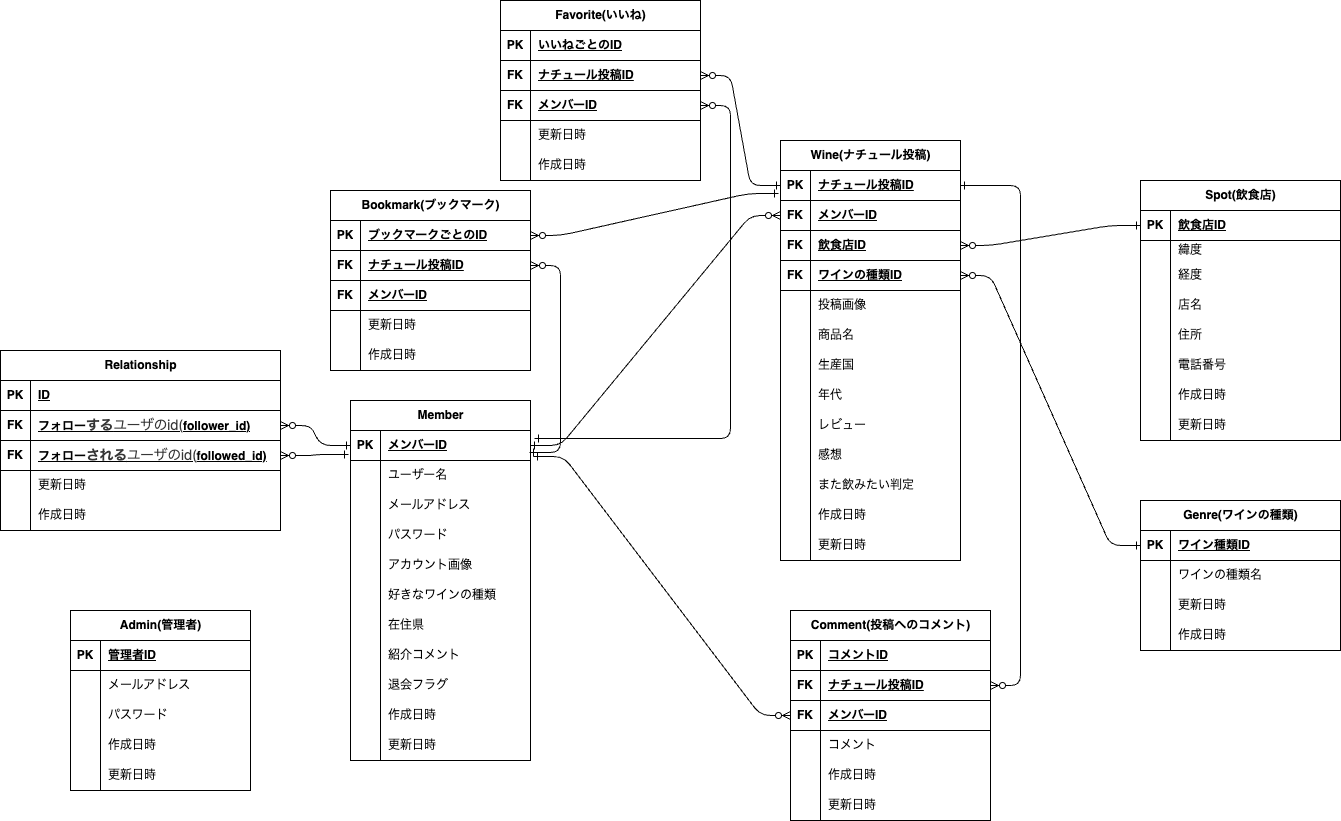 Favorite(いいね)
PK いいねごとのID
FK ナチュール投稿ID
FK メンバーID
更新日時
作成日時
Wine(ナチュール投稿)
PK ナチュール投稿ID
FK メンバーID
FK 飲食店ID
FK ワインの種類ID
投稿画像
商品名
生産国
年代
レビュー
感想
また飲みたい判定
作成日時
更新日時
Spot(飲食店)
PK 飲食店ID
緯度
経度
店名
住所
電話番号
作成日時
更新日時
Bookmark(ブックマーク)
PK ブックマークごとのID
FK ナチュール投稿ID
FK メンバーID
更新日時
作成日時
Relationship
PK ID
FK フォローするユーザのid(follower_id)
FK フォローされるユーザのid(followed_id)
更新日時
作成日時
Member
PK メンバーID
ユーザー名
メールアドレス
パスワード
アカウント画像
好きなワインの種類
在住県
紹介コメント
退会フラグ
作成日時
更新日時
Genre(ワインの種類)
PK ワイン種類ID
ワインの種類名
更新日時
作成日時
Admin(管理者)
PK 管理者ID
メールアドレス
パスワード
作成日時
更新日時
Comment(投稿へのコメント)
PK コメントID
FK ナチュール投稿ID
FK メンバーID
コメント
作成日時
更新日時